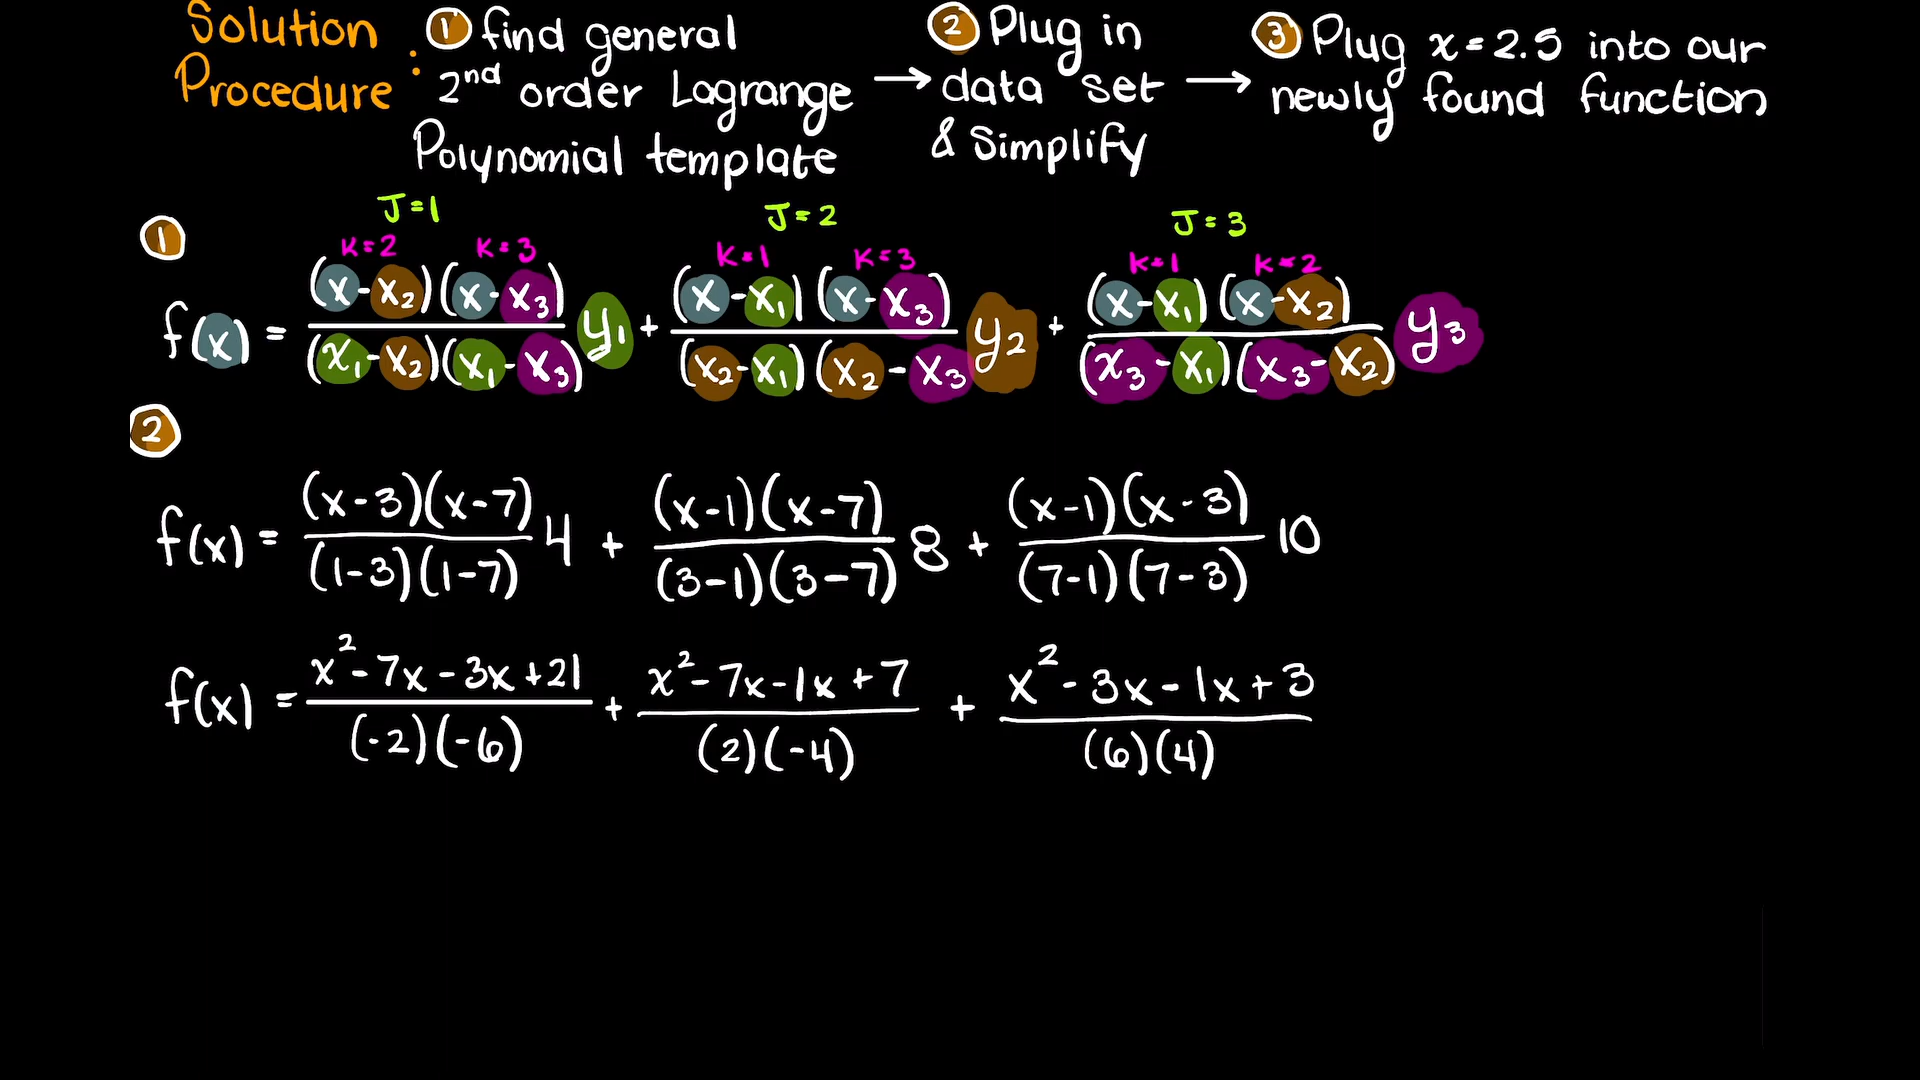 Solution Procedure :
① find general 2nd order Lagrange Polynomial template → ② Plug in data set & Simplify → ③ Plug x = 2.5 into our newly found function
①
J=1 J=2 J=3
K=2 K=3 K=1 K=3 K=1 K=2
f(x) = (x-x₂)(x-x₃) / (x₁-x₂)(x₁-x₃) y₁ + (x-x₁)(x-x₃) / (x₂-x₁)(x₂-x₃ y₂ + (x-x₁)(x-x₂) / (x₃-x₁)(x₃-x₂) y₃
②
f(x) = (x-3)(x-7) / (1-3)(1-7) 4 + (x-1)(x-7) / (3-1)(3-7) 8 + (x-1)(x-3) / (7-1)(7-3) 10
f(x) = x²-7x-3x+21 / (-2)(-6) + x²-7x-1x+7 / (2)(-4) + x²-3x-1x+3 / (6)(4)